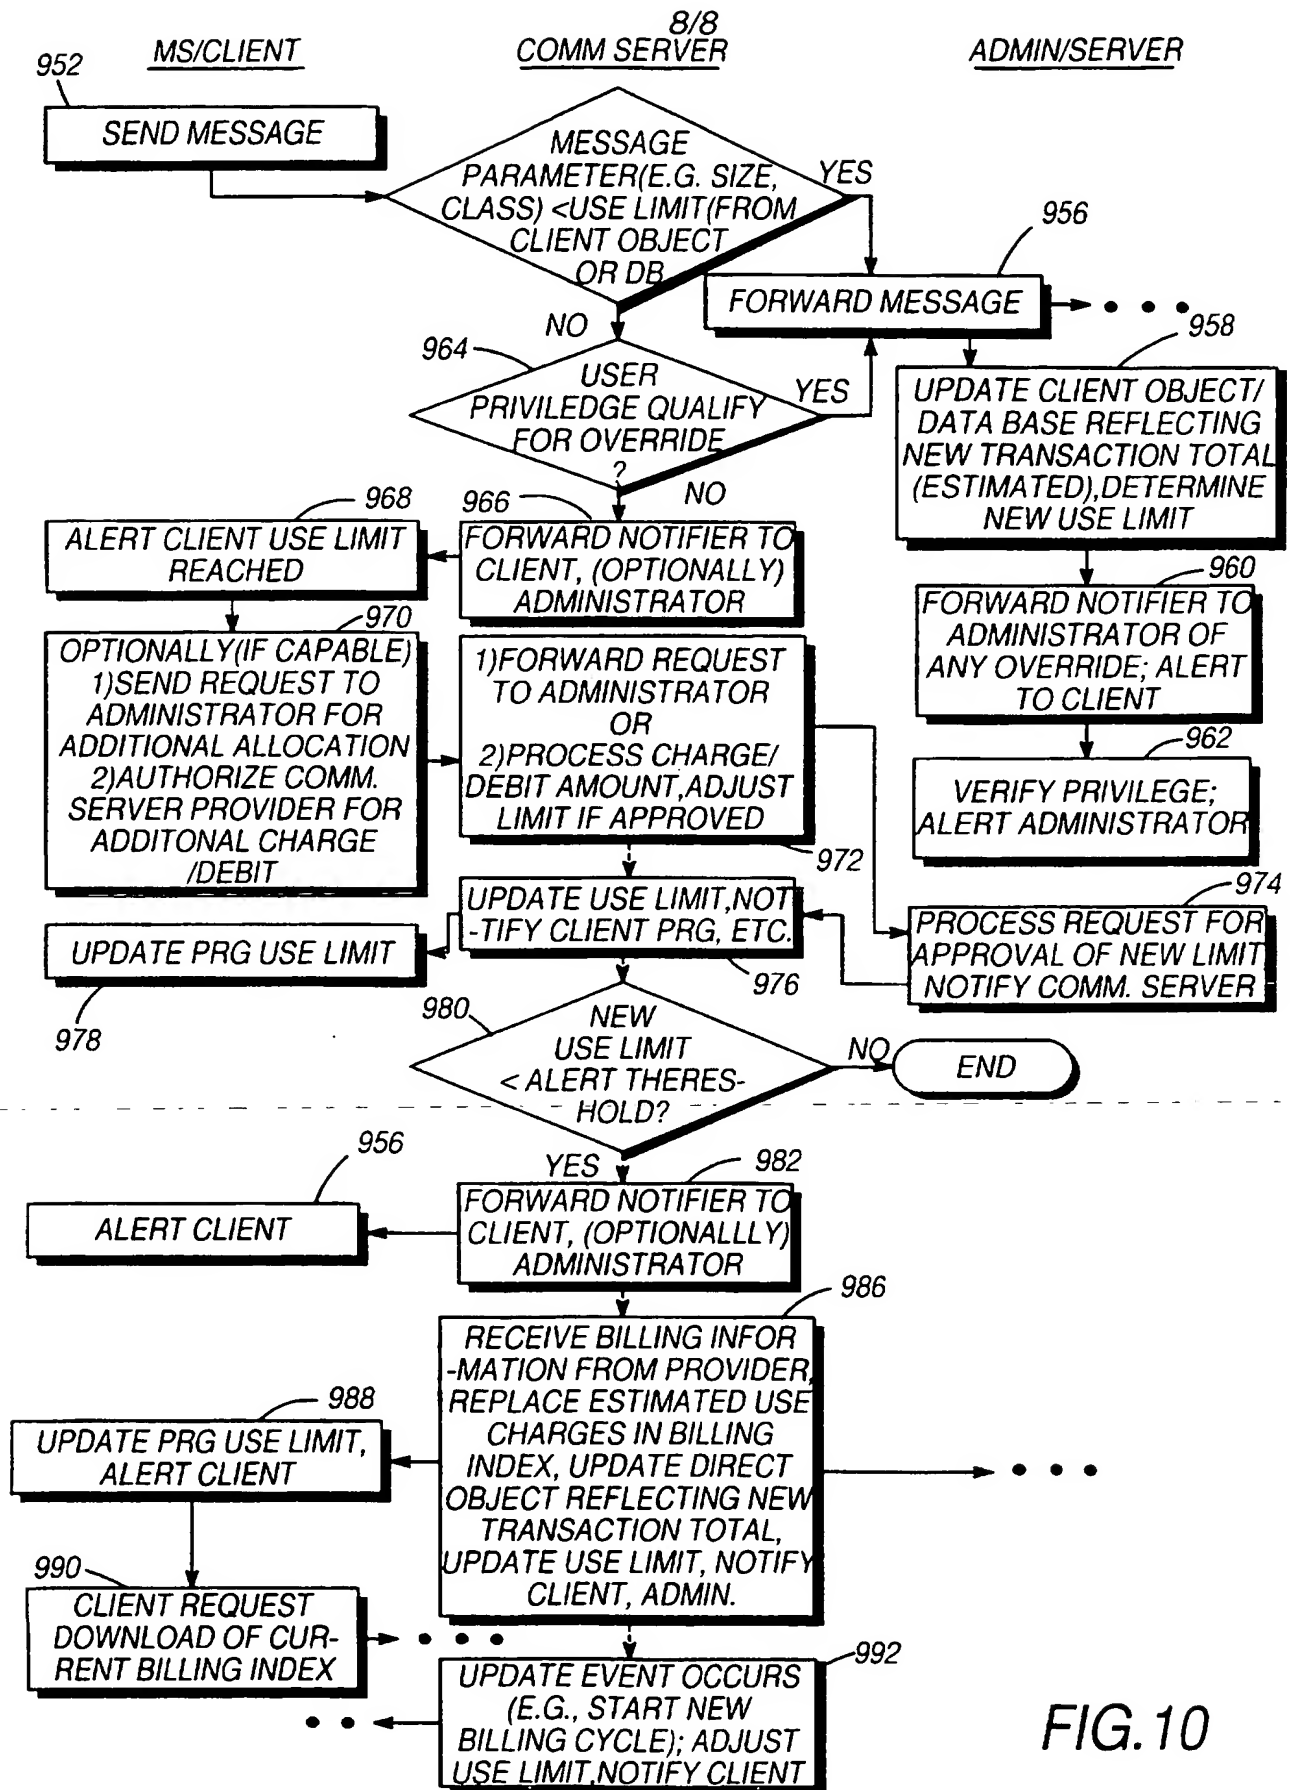 8/8
MS/CLIENT
COMM SERVER
ADMIN/SERVER
952
SEND MESSAGE
MESSAGE
PARAMETER(E.G. SIZE,
CLASS) <USE LIMIT(FROM
CLIENT OBJECT
OR DB
YES
956
FORWARD MESSAGE
NO
964
USER
PRIVILEDGE QUALIFY
FOR OVERRIDE
?
YES
NO
958
UPDATE CLIENT OBJECT/
DATA BASE REFLECTING
NEW TRANSACTION TOTAL
(ESTIMATED),DETERMINE
NEW USE LIMIT
968
ALERT CLIENT USE LIMIT
REACHED
966
FORWARD NOTIFIER TO
CLIENT, (OPTIONALLY)
ADMINISTRATOR
960
FORWARD NOTIFIER TO
ADMINISTRATOR OF
ANY OVERRIDE; ALERT
TO CLIENT
970
OPTIONALLY(IF CAPABLE)
1)SEND REQUEST TO
ADMINISTRATOR FOR
ADDITIONAL ALLOCATION
2)AUTHORIZE COMM.
SERVER PROVIDER FOR
ADDITONAL CHARGE
/DEBIT
1)FORWARD REQUEST
TO ADMINISTRATOR
OR
2)PROCESS CHARGE/
DEBIT AMOUNT,ADJUST
LIMIT IF APPROVED
972
962
VERIFY PRIVILEGE;
ALERT ADMINISTRATOR
974
PROCESS REQUEST FOR
APPROVAL OF NEW LIMIT
NOTIFY COMM. SERVER
UPDATE USE LIMIT,NOT
-TIFY CLIENT PRG, ETC.
976
UPDATE PRG USE LIMIT
978
980
NEW
USE LIMIT
< ALERT THERES-
HOLD?
NO
END
YES
956
ALERT CLIENT
982
FORWARD NOTIFIER TO
CLIENT, (OPTIONALLLY)
ADMINISTRATOR
986
RECEIVE BILLING INFOR
-MATION FROM PROVIDER,
REPLACE ESTIMATED USE
CHARGES IN BILLING
INDEX, UPDATE DIRECT
OBJECT REFLECTING NEW
TRANSACTION TOTAL,
UPDATE USE LIMIT, NOTIFY
CLIENT, ADMIN.
988
UPDATE PRG USE LIMIT,
ALERT CLIENT
990
CLIENT REQUEST
DOWNLOAD OF CUR-
RENT BILLING INDEX
992
UPDATE EVENT OCCURS
(E.G., START NEW
BILLING CYCLE); ADJUST
USE LIMIT,NOTIFY CLIENT
FIG.10